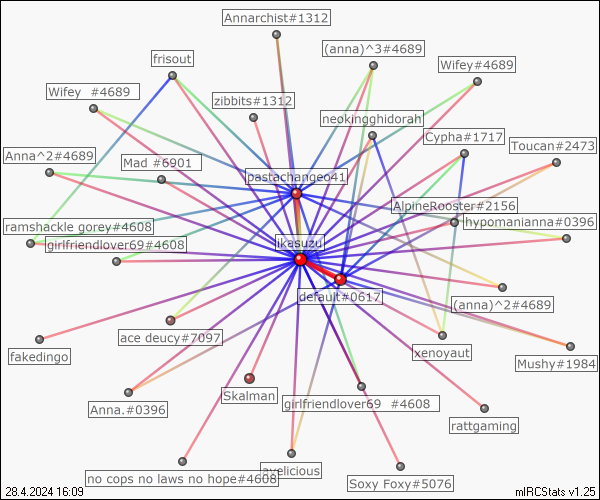 Annarchist#1312
(anna)^3#4689
frisout
Wifey#4689
Wifey  #4689
zibbits#1312
neokingghidorah
Cypha#1717
Toucan#2473
Anna^2#4689
Mad #6901
pastachangeo41
AlpineRooster#2156
ramshackle gorey#4608
hypomanianna#0396
girlfriendlover69#4608
ikasuzu
default#0617
(anna)^2#4689
ace deucy#7097
fakedingo
xenoyaut
Mushy#1984
Skalman
Anna.#0396
girlfriendlover69  #4608
rattgaming
no cops no laws no hope#4608
avelicious
Soxy Foxy#5076
28.4.2024 16:09
mIRCStats v1.25